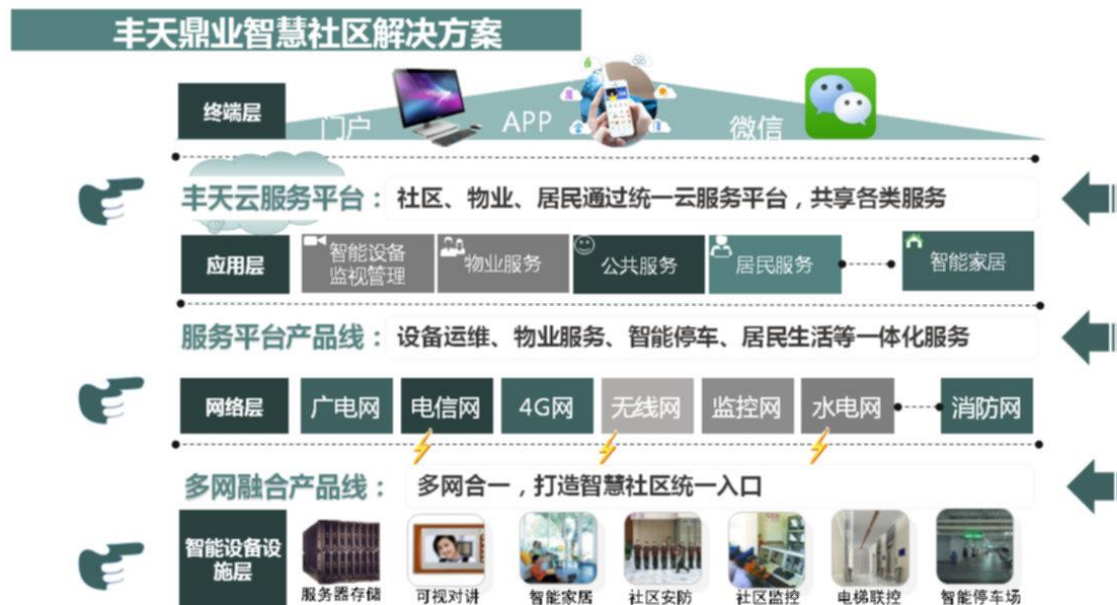 丰天鼎业智慧社区解决方案
终端层
门户
APP
微信
丰天云服务平台：社区、物业、居民通过统一云服务平台，共享各类服务
应用层
智能设备
监视管理
物业服务
公共服务
居民服务
智能家居
服务平台产品线：设备运维、物业服务、智能停车、居民生活等一体化服务
网络层
广电网
电信网
4G网
无线网
监控网
水电网
消防网
多网融合产品线：多网合一，打造智慧社区统一入口
智能设备设
施层
服务器存储
可视对讲
智能家居
社区安防
社区监控
电梯联控
智能停车场